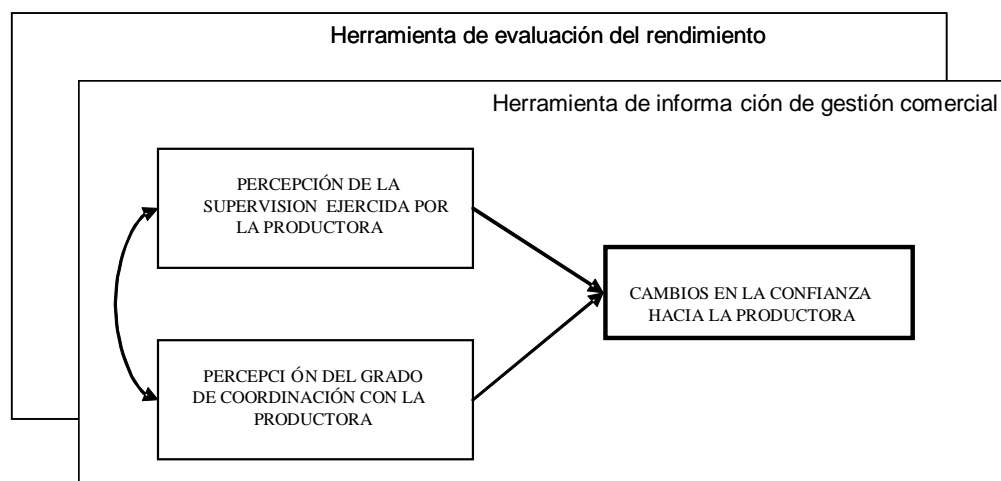 Herramienta de evaluación del rendimiento
Herramienta de informa ción de gestión comercial
PERCEPCIÓN DE LA
SUPERVISION EJERCIDA POR
LA PRODUCTORA
CAMBIOS EN LA CONFIANZA
HACIA LA PRODUCTORA
PERCEPCI ÓN DEL GRADO
DE COORDINACIÓN CON LA
PRODUCTORA